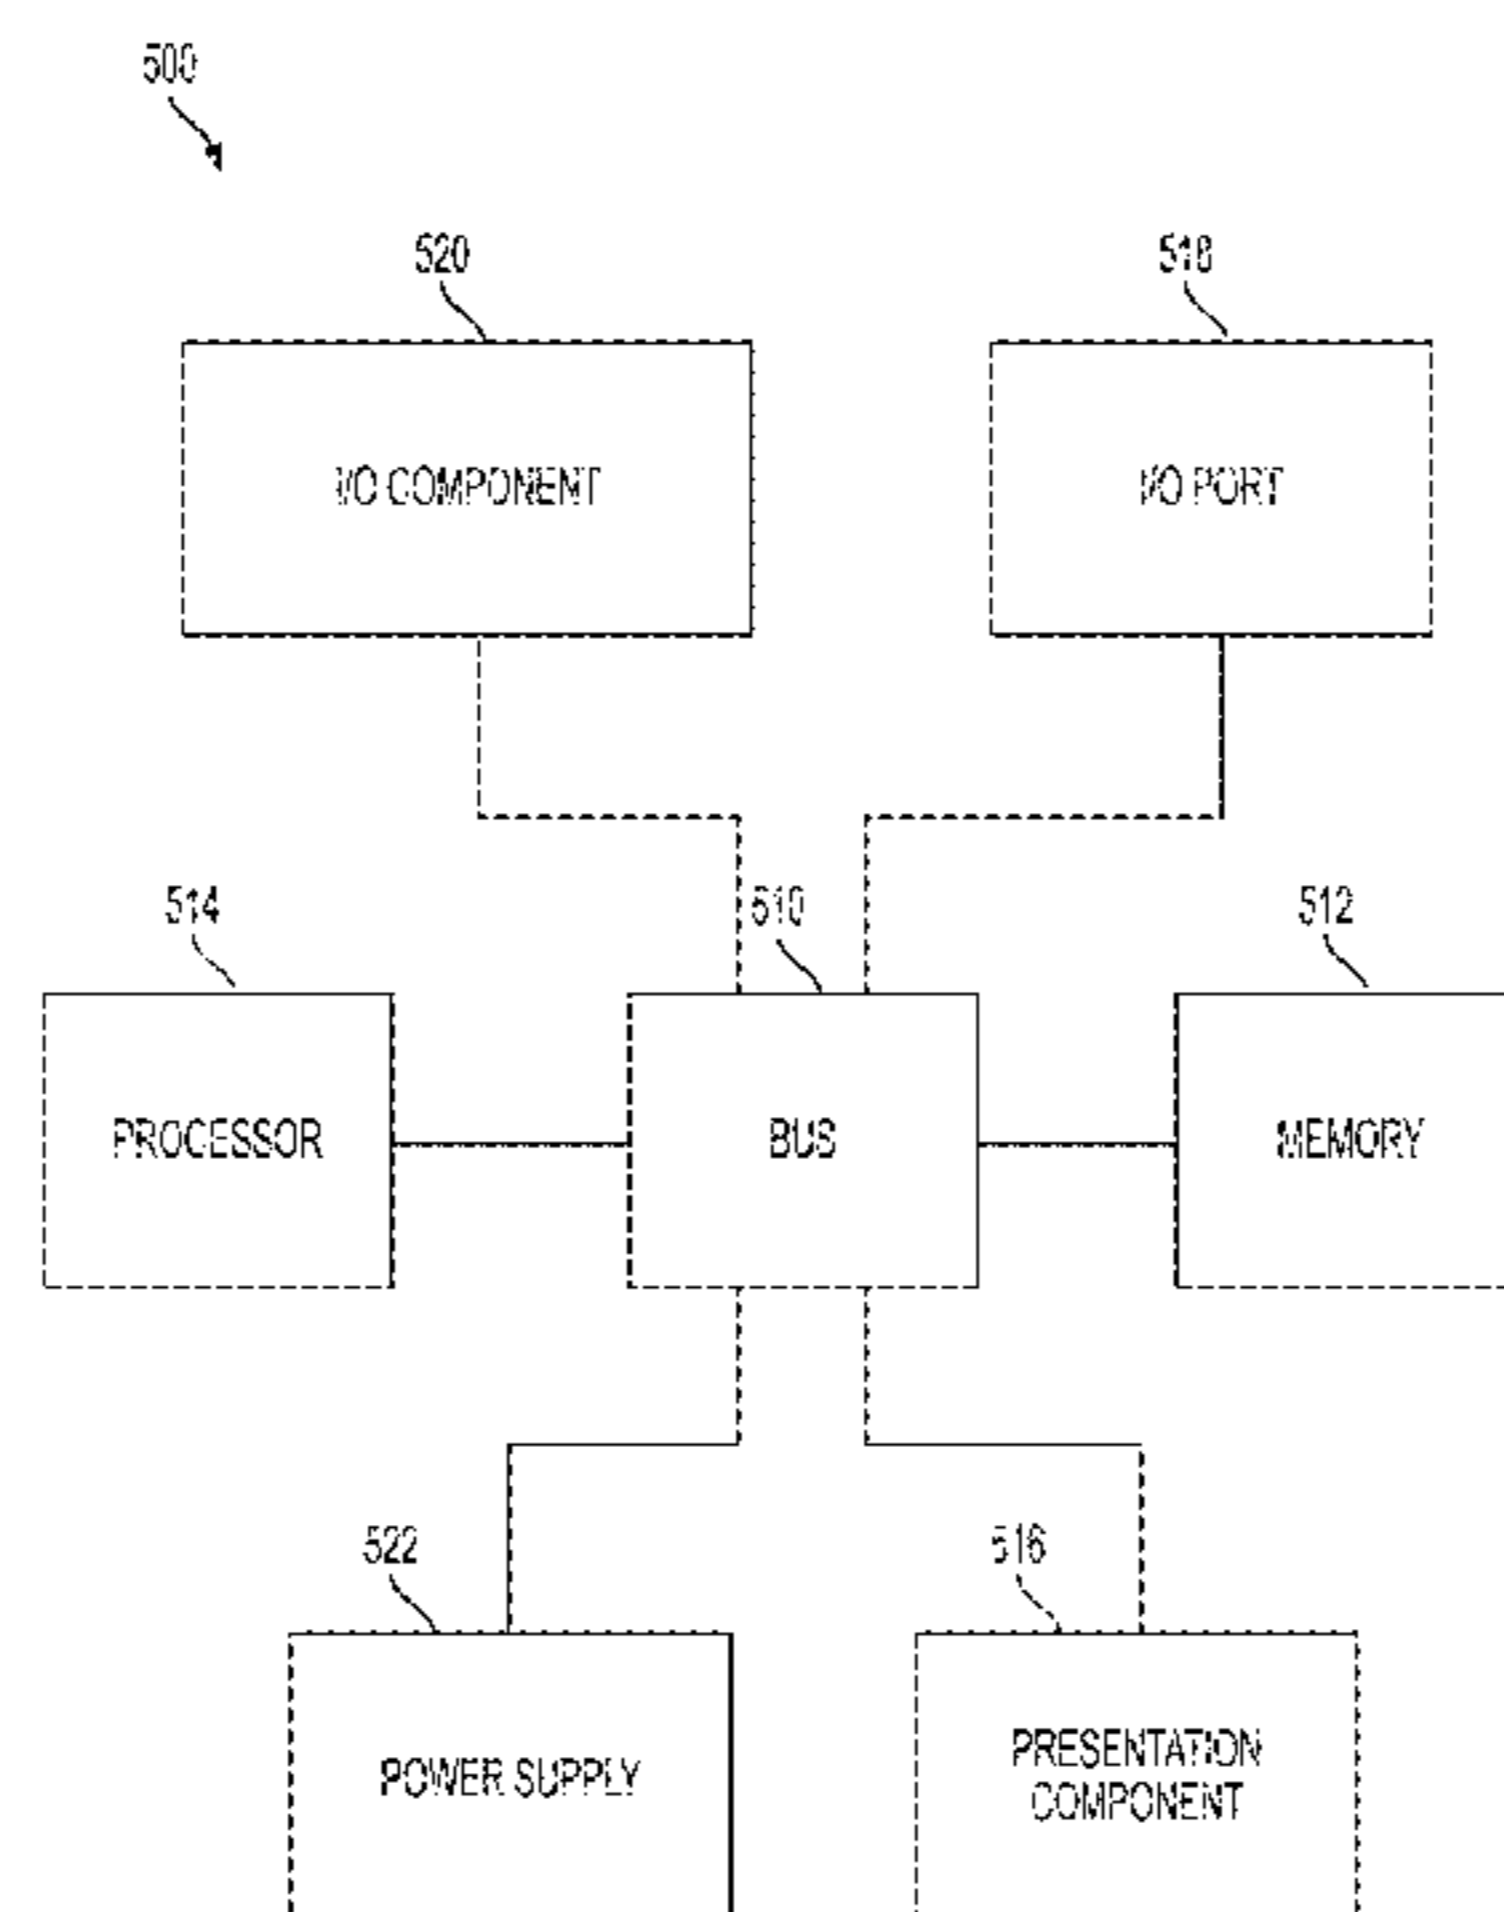 500
520
518
I/O COMPONENT
I/O PORT
514
510
512
PROCESSOR
BUS
MEMORY
522
516
POWER SUPPLY
PRESENTATION
COMPONENT